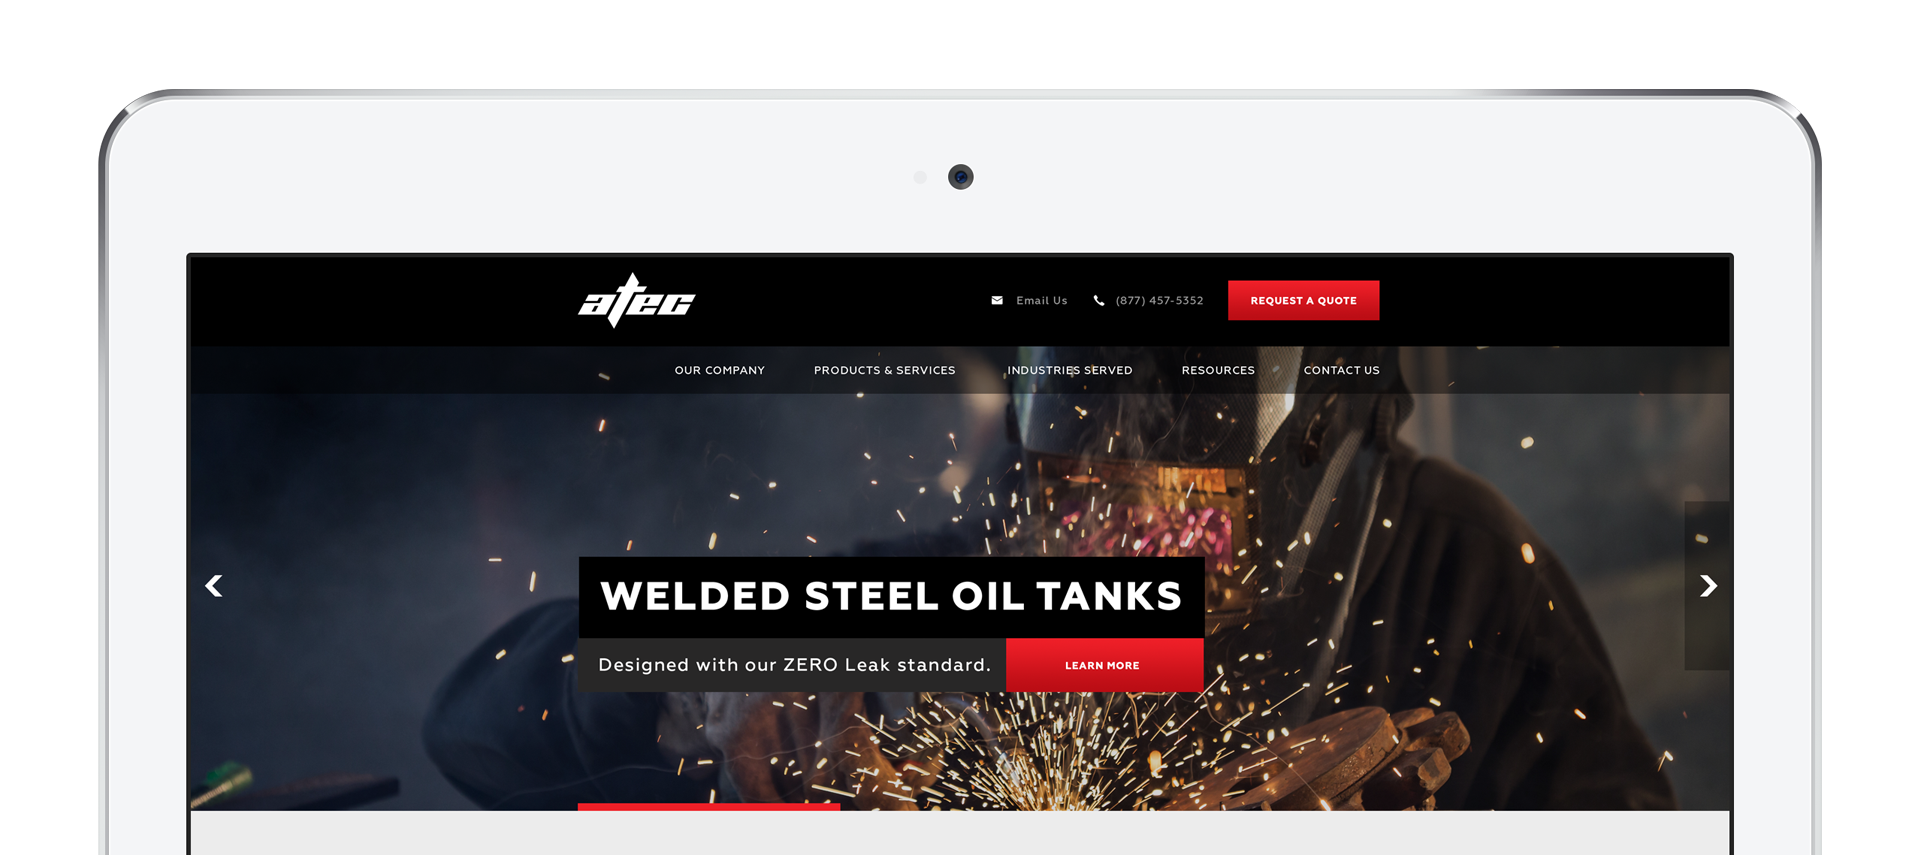 atec
Email Us
(877) 457-5352
REQUEST A QUOTE
OUR COMPANY
PRODUCTS & SERVICES
INDUSTRIES SERVED
RESOURCES
CONTACT US
WELDED STEEL OIL TANKS
Designed with our ZERO Leak standard.
LEARN MORE